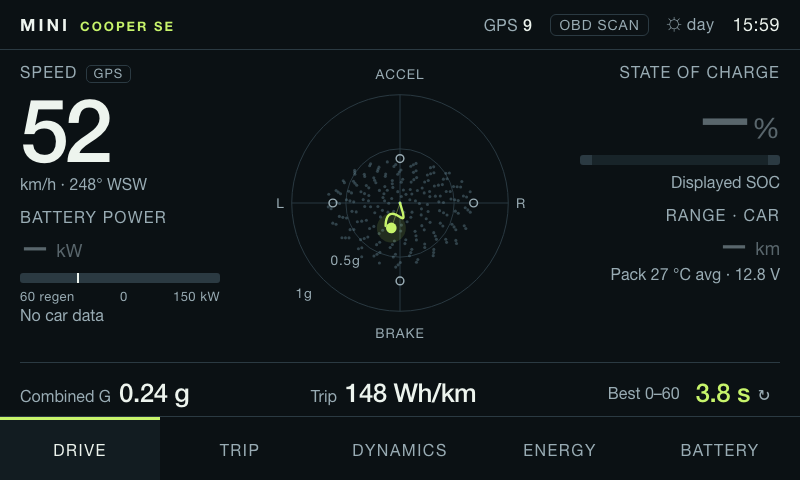 MINI COOPER SE
GPS 9 OBD SCAN day 15:59
SPEED GPS
52
km/h · 248° WSW
BATTERY POWER
— kW
60 regen 0 150 kW
No car data
ACCEL
L
R
0.5g
1g
BRAKE
STATE OF CHARGE
— %
Displayed SOC
RANGE · CAR
— km
Pack 27 °C avg · 12.8 V
Combined G 0.24 g
Trip 148 Wh/km
Best 0–60 3.8 s ↻
DRIVE TRIP DYNAMICS ENERGY BATTERY